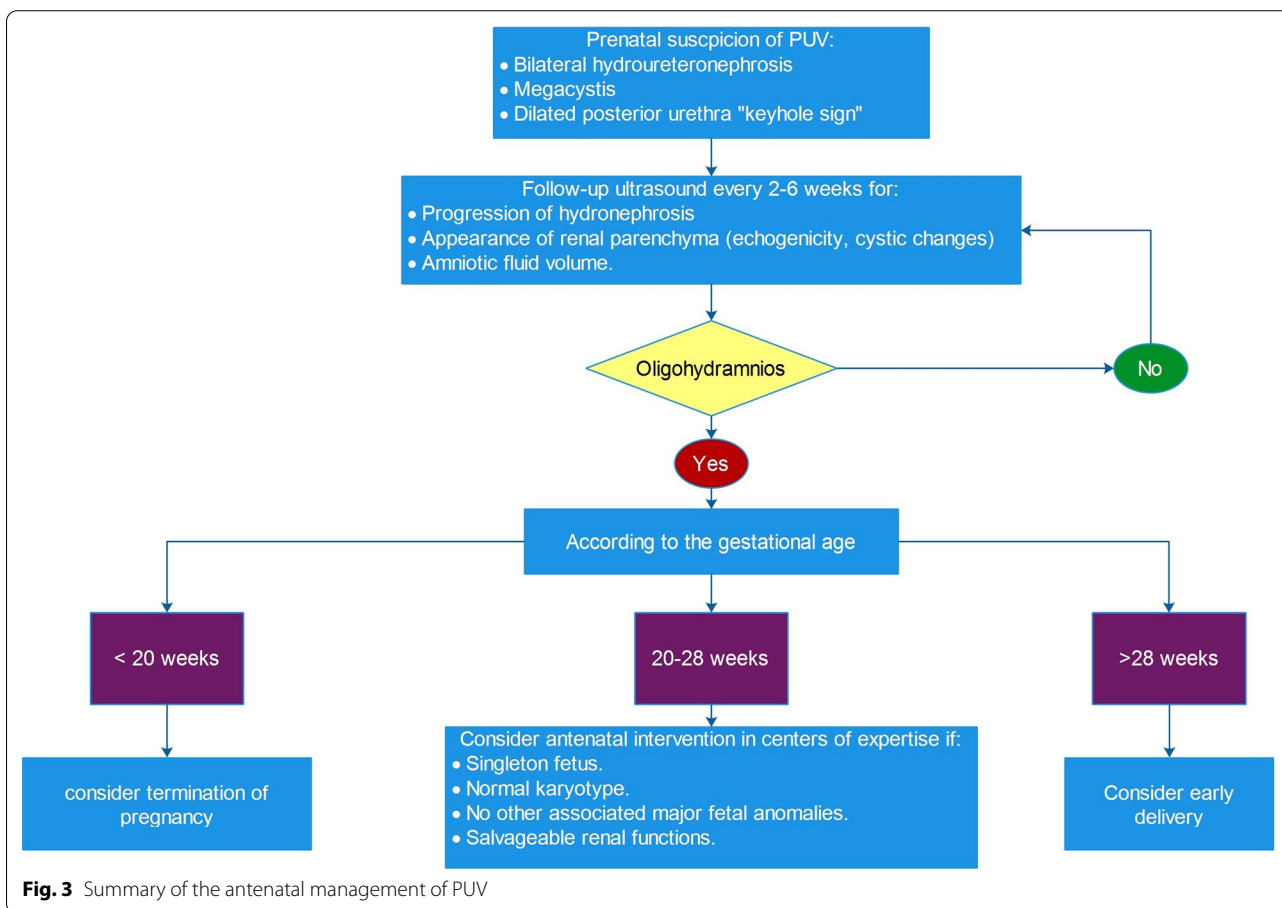 Prenatal suscpicion of PUV:
• Bilateral hydroureteronephrosis
• Megacystis
• Dilated posterior urethra "keyhole sign"
Follow-up ultrasound every 2-6 weeks for:
• Progression of hydronephrosis
• Appearance of renal parenchyma (echogenicity, cystic changes)
• Amniotic fluid volume.
Oligohydramnios
No
Yes
According to the gestational age
< 20 weeks
20-28 weeks
>28 weeks
consider termination of
pregnancy
Consider antenatal intervention in centers of expertise if:
• Singleton fetus.
• Normal karyotype.
• No other associated major fetal anomalies.
• Salvageable renal functions.
Consider early
delivery
Fig. 3 Summary of the antenatal management of PUV